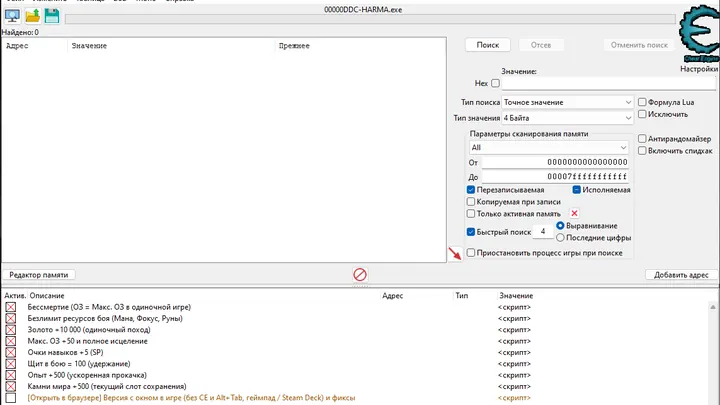 00000DDC-HARMA.exe
Найдено: 0
Адрес Значение Прежнее
Поиск Отсев Отменить поиск
Cheat Engine
Настройки
Значение:
Hex
Тип поиска Точное значение
Формула Lua
Тип значения 4 Байта
Исключить
Параметры сканирования памяти
All
Антирандомайзер
Включить спидхак
От 0000000000000000
До 00007fffffffffff
Перезаписываемая Исполняемая
Копируемая при записи
Только активная память
Быстрый поиск 4 Выравнивание
Последние цифры
Приостановить процесс игры при поиске
Редактор памяти Добавить адрес
Актив. Описание Адрес Тип Значение
Бессмертие (ОЗ = Макс. ОЗ в одиночной игре) <скрипт>
Безлимит ресурсов боя (Мана, Фокус, Руны) <скрипт>
Золото +10 000 (одиночный поход) <скрипт>
Макс. ОЗ +50 и полное исцеление <скрипт>
Очки навыков +5 (SP) <скрипт>
Щит в бою = 100 (удержание) <скрипт>
Опыт +500 (ускоренная прокачка) <скрипт>
Камни мира +500 (текущий слот сохранения) <скрипт>
[Открыть в браузере] Версия с окном в игре (без CE и Alt+Tab, геймпад / Steam Deck) и фиксы <скрипт>